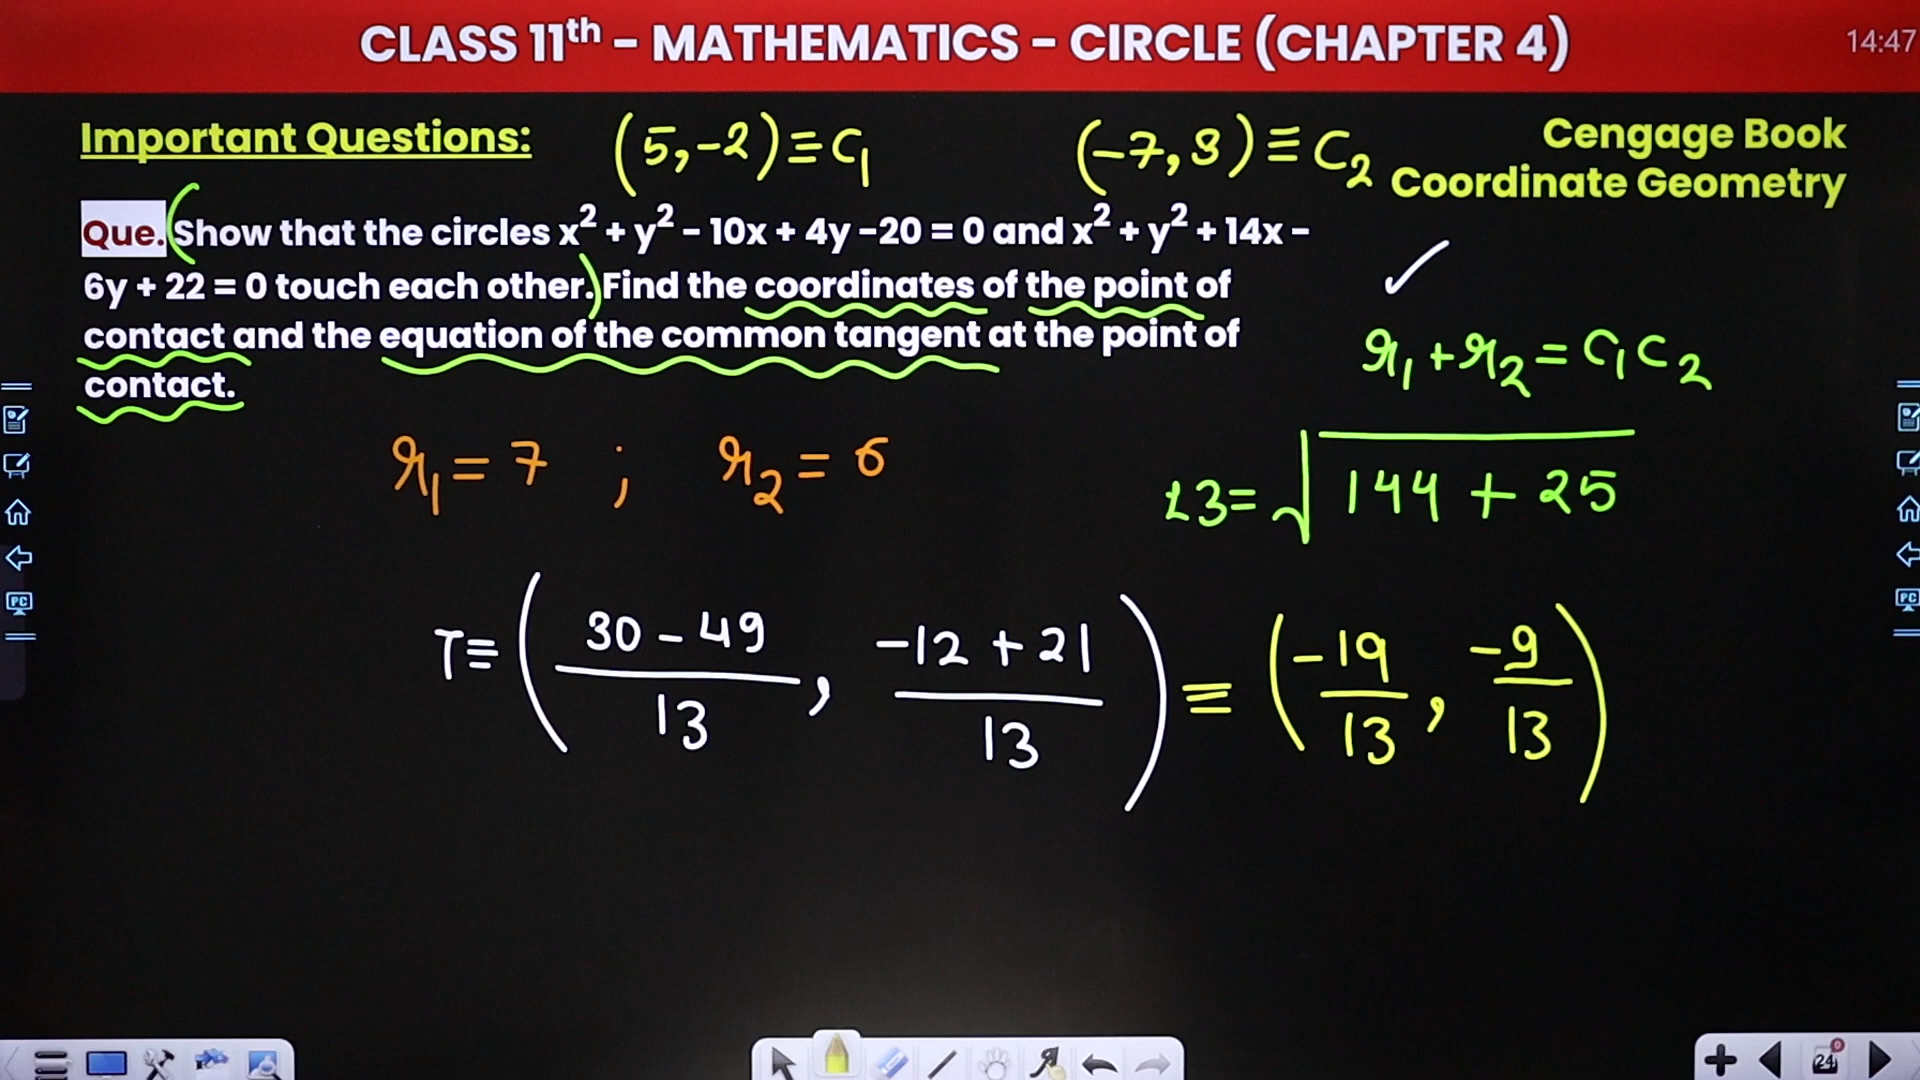 CLASS 11th - MATHEMATICS - CIRCLE (CHAPTER 4)
14:47
Important Questions:
(5,-2) ≡ C₁
(-7,3) ≡ C₂
Cengage Book
Coordinate Geometry
Que. Show that the circles x² + y² - 10x + 4y -20 = 0 and x² + y² + 14x -
6y + 22 = 0 touch each other. Find the coordinates of the point of
contact and the equation of the common tangent at the point of
contact.
r₁ + r₂ = C₁C₂
r₁ = 7 ; r₂ = 6
13 = √(144 + 25)
T ≡ ((30 - 49)/13, (-12 + 21)/13) ≡ (-19/13, -9/13)
PC
PC
24
0